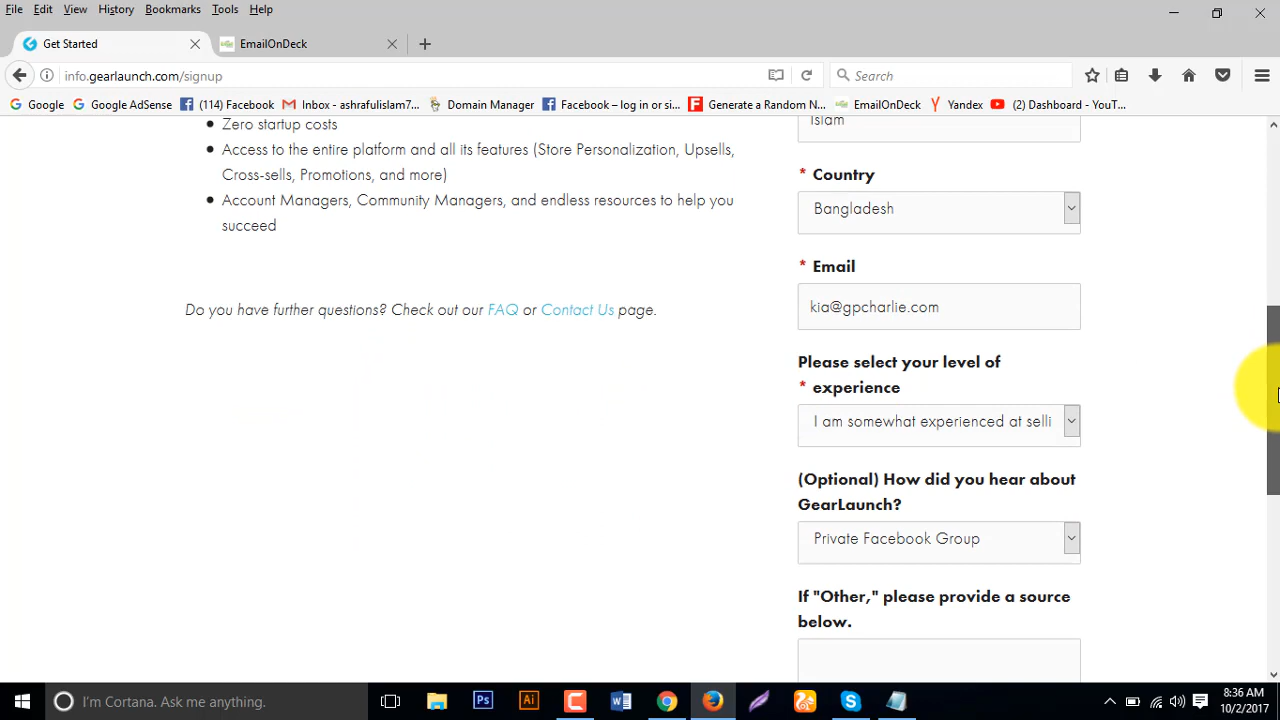 File Edit View History Bookmarks Tools Help
Get Started
EmailOnDeck
info.gearlaunch.com/signup
Search
Google
Google AdSense
(114) Facebook
Inbox - ashrafulislam7...
Domain Manager
Facebook – log in or si...
Generate a Random N...
EmailOnDeck
Yandex
(2) Dashboard - YouT...
Zero startup costs
Access to the entire platform and all its features (Store Personalization, Upsells,
Cross-sells, Promotions, and more)
Account Managers, Community Managers, and endless resources to help you
succeed
Do you have further questions? Check out our FAQ or Contact Us page.
Islam
* Country
Bangladesh
* Email
kia@gpcharlie.com
Please select your level of
* experience
I am somewhat experienced at selli
(Optional) How did you hear about
GearLaunch?
Private Facebook Group
If "Other," please provide a source
below.
I'm Cortana. Ask me anything.
8:36 AM
10/2/2017